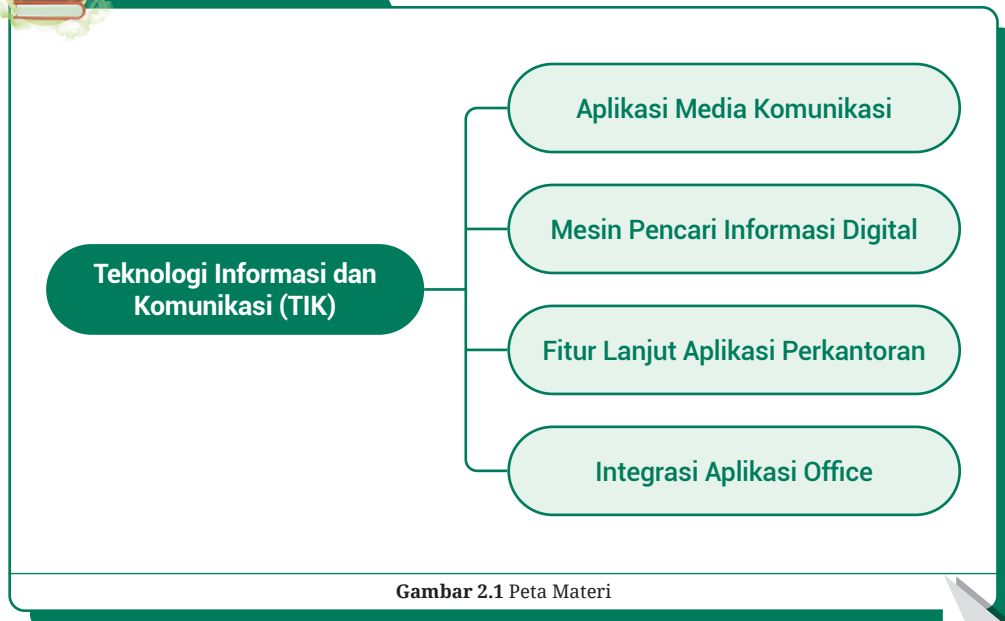 Teknologi Informasi dan
Komunikasi (TIK)
Aplikasi Media Komunikasi
Mesin Pencari Informasi Digital
Fitur Lanjut Aplikasi Perkantoran
Integrasi Aplikasi Office
Gambar 2.1 Peta Materi